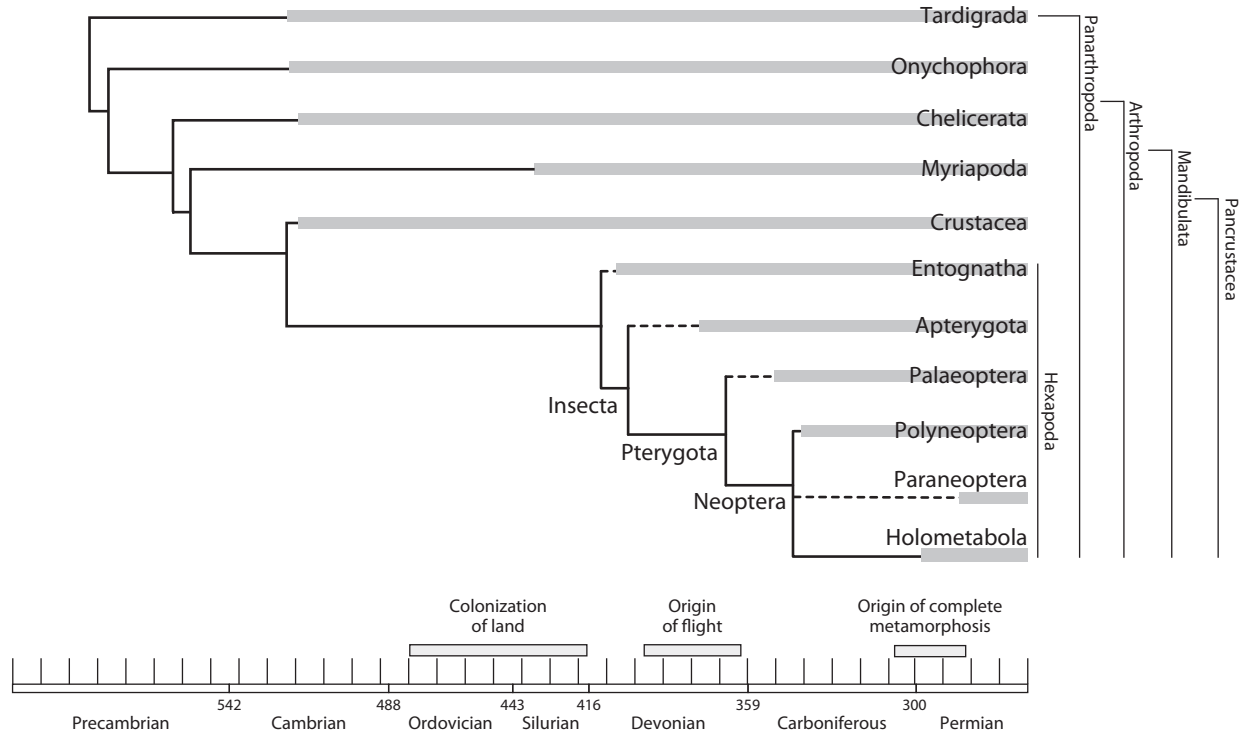 Tardigrada
Onychophora
Chelicerata
Myriapoda
Crustacea
Entognatha
Apterygota
Palaeoptera
Polyneoptera
Paraneoptera
Holometabola
Insecta
Pterygota
Neoptera
Hexapoda
Panarthropoda
Arthropoda
Mandibulata
Pancrustacea
Colonization
of land
Origin
of flight
Origin of complete
metamorphosis
542 488 443 416 359 300
Precambrian Cambrian Ordovician Silurian Devonian Carboniferous Permian